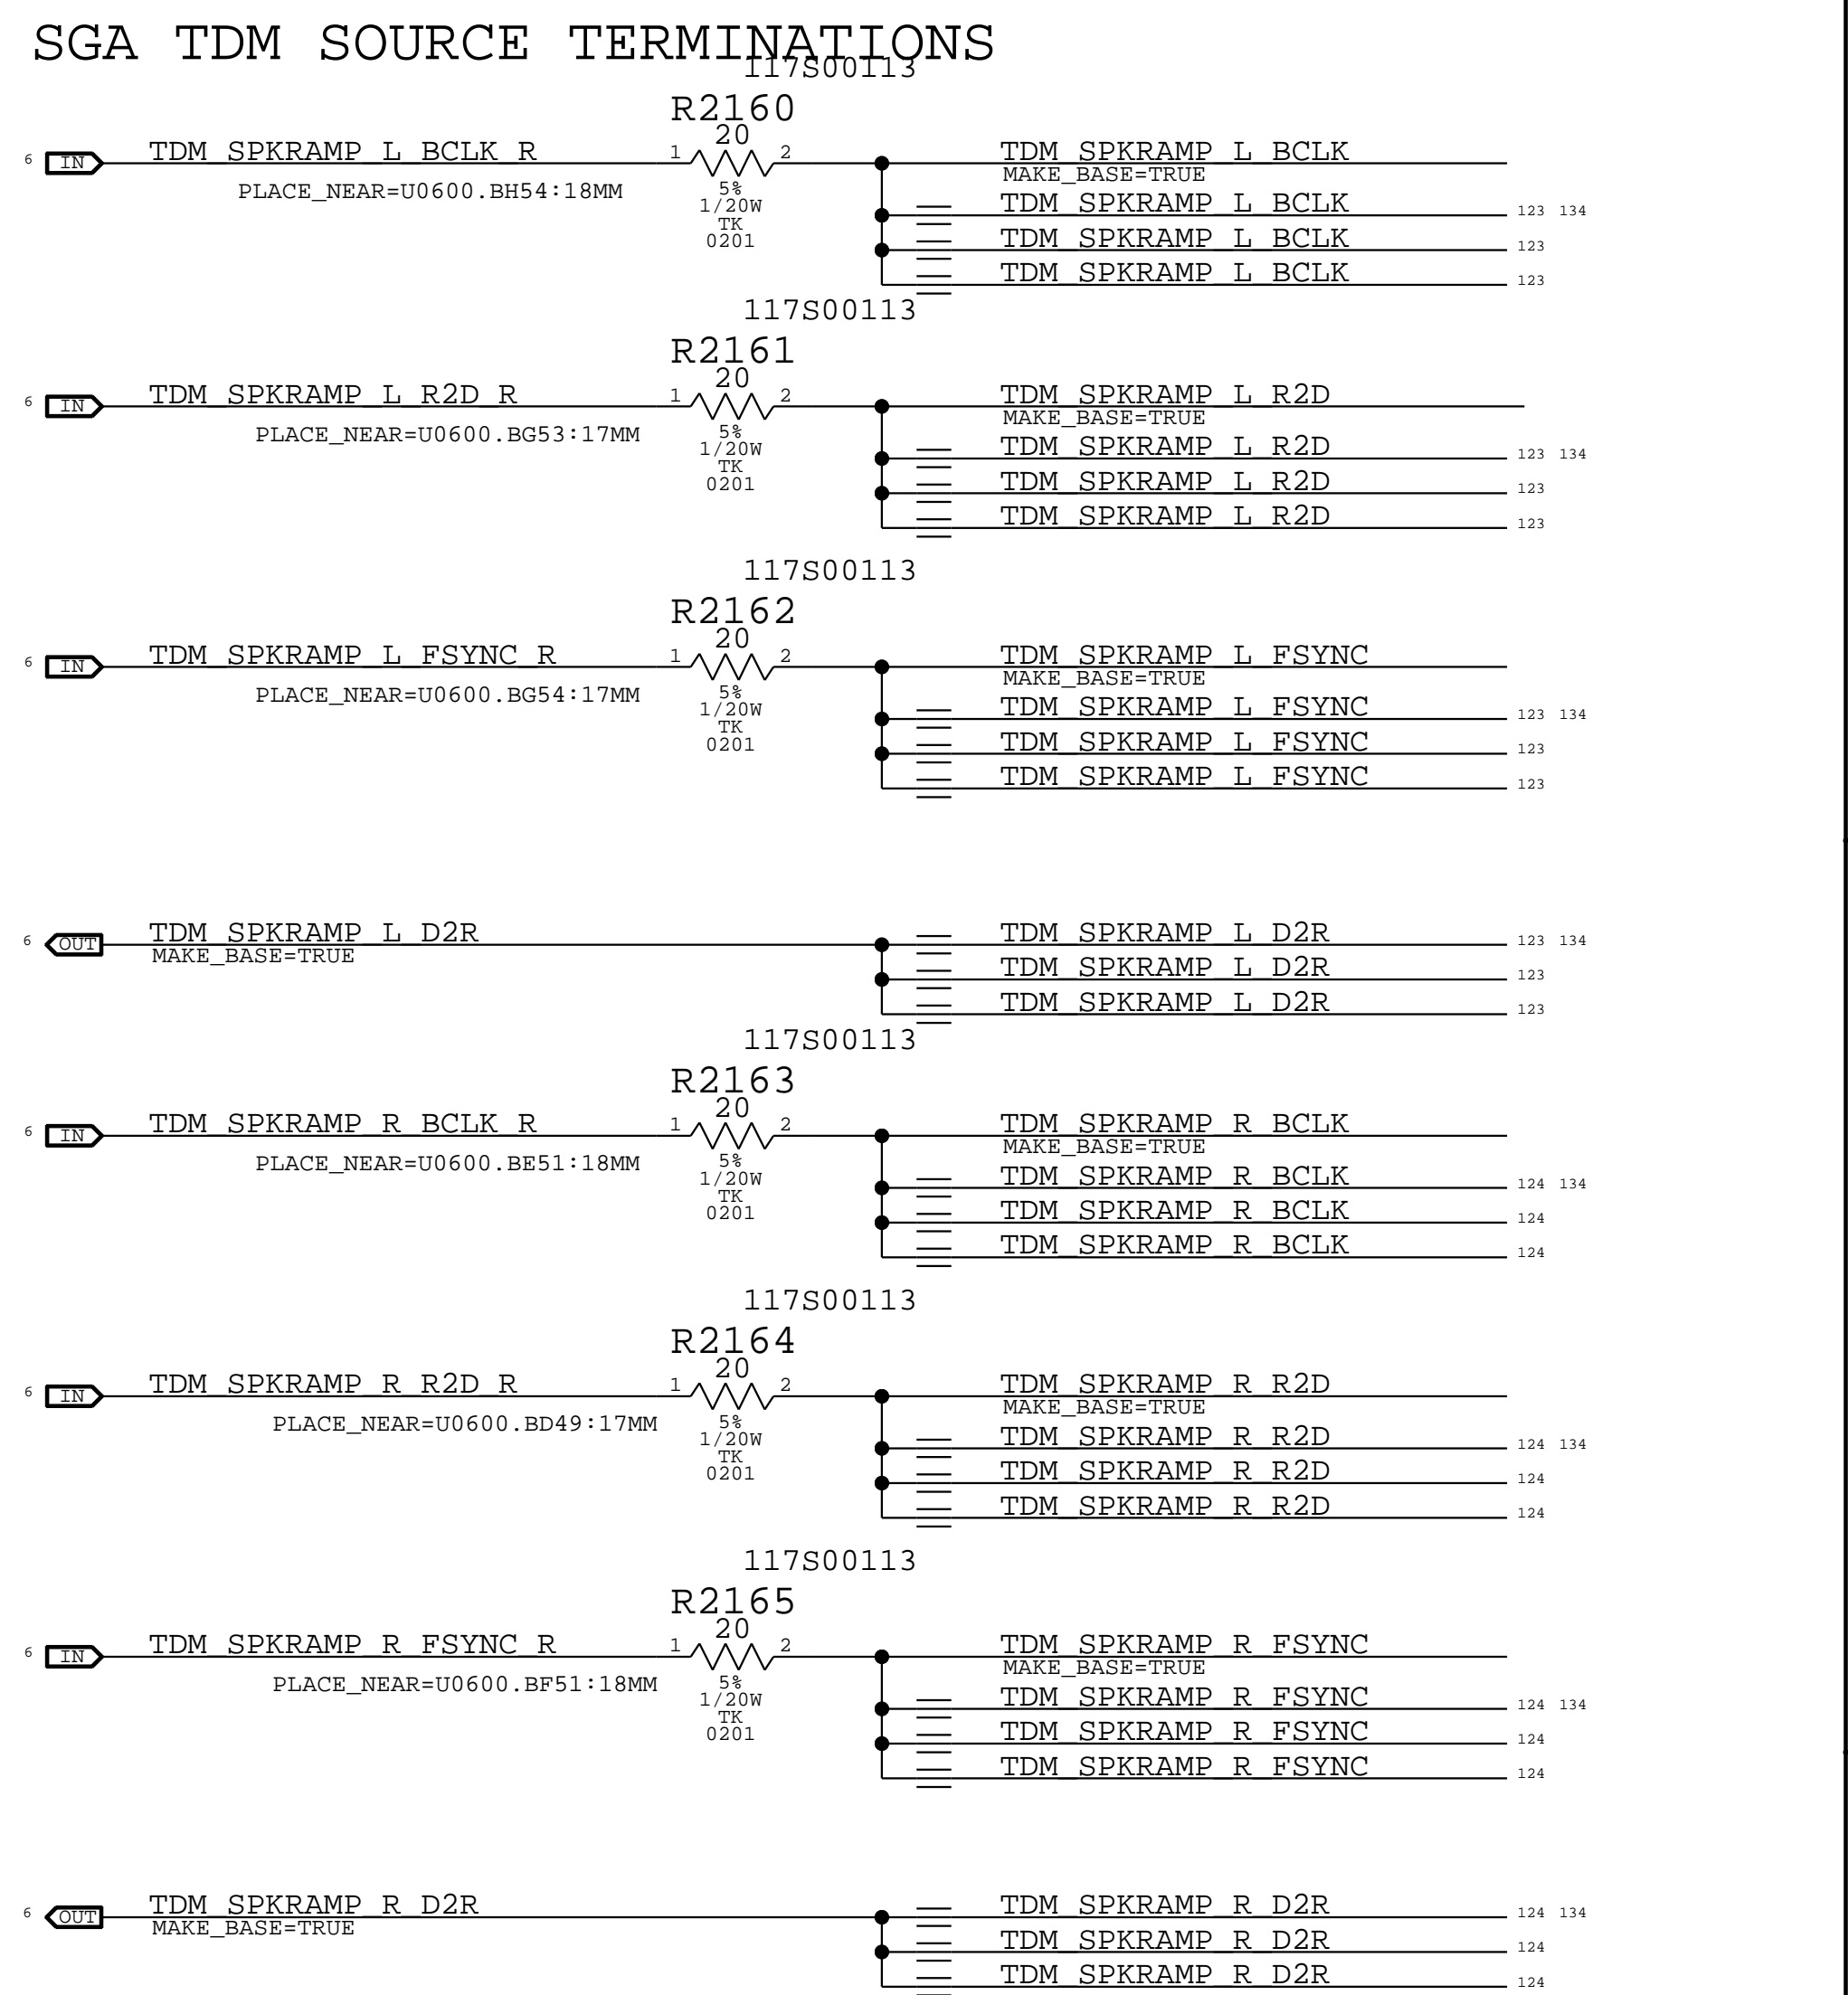 SGA TDM SOURCE TERMINATIONS
117S00113
R2160
20
6 IN TDM_SPKRAMP_L_BCLK_R 1 2 TDM_SPKRAMP_L_BCLK
MAKE_BASE=TRUE
PLACE_NEAR=U0600.BH54:18MM 5%
1/20W TDM_SPKRAMP_L_BCLK 123 134
TK
0201 TDM_SPKRAMP_L_BCLK 123
TDM_SPKRAMP_L_BCLK 123
117S00113
R2161
20
6 IN TDM_SPKRAMP_L_R2D_R 1 2 TDM_SPKRAMP_L_R2D
MAKE_BASE=TRUE
PLACE_NEAR=U0600.BG53:17MM 5%
1/20W TDM_SPKRAMP_L_R2D 123 134
TK
0201 TDM_SPKRAMP_L_R2D 123
TDM_SPKRAMP_L_R2D 123
117S00113
R2162
20
6 IN TDM_SPKRAMP_L_FSYNC_R 1 2 TDM_SPKRAMP_L_FSYNC
MAKE_BASE=TRUE
PLACE_NEAR=U0600.BG54:17MM 5%
1/20W TDM_SPKRAMP_L_FSYNC 123 134
TK
0201 TDM_SPKRAMP_L_FSYNC 123
TDM_SPKRAMP_L_FSYNC 123
6 OUT TDM_SPKRAMP_L_D2R TDM_SPKRAMP_L_D2R 123 134
MAKE_BASE=TRUE
TDM_SPKRAMP_L_D2R 123
TDM_SPKRAMP_L_D2R 123
117S00113
R2163
20
6 IN TDM_SPKRAMP_R_BCLK_R 1 2 TDM_SPKRAMP_R_BCLK
MAKE_BASE=TRUE
PLACE_NEAR=U0600.BE51:18MM 5%
1/20W TDM_SPKRAMP_R_BCLK 124 134
TK
0201 TDM_SPKRAMP_R_BCLK 124
TDM_SPKRAMP_R_BCLK 124
117S00113
R2164
20
6 IN TDM_SPKRAMP_R_R2D_R 1 2 TDM_SPKRAMP_R_R2D
MAKE_BASE=TRUE
PLACE_NEAR=U0600.BD49:17MM 5%
1/20W TDM_SPKRAMP_R_R2D 124 134
TK
0201 TDM_SPKRAMP_R_R2D 124
TDM_SPKRAMP_R_R2D 124
117S00113
R2165
20
6 IN TDM_SPKRAMP_R_FSYNC_R 1 2 TDM_SPKRAMP_R_FSYNC
MAKE_BASE=TRUE
PLACE_NEAR=U0600.BF51:18MM 5%
1/20W TDM_SPKRAMP_R_FSYNC 124 134
TK
0201 TDM_SPKRAMP_R_FSYNC 124
TDM_SPKRAMP_R_FSYNC 124
6 OUT TDM_SPKRAMP_R_D2R TDM_SPKRAMP_R_D2R 124 134
MAKE_BASE=TRUE
TDM_SPKRAMP_R_D2R 124
TDM_SPKRAMP_R_D2R 124